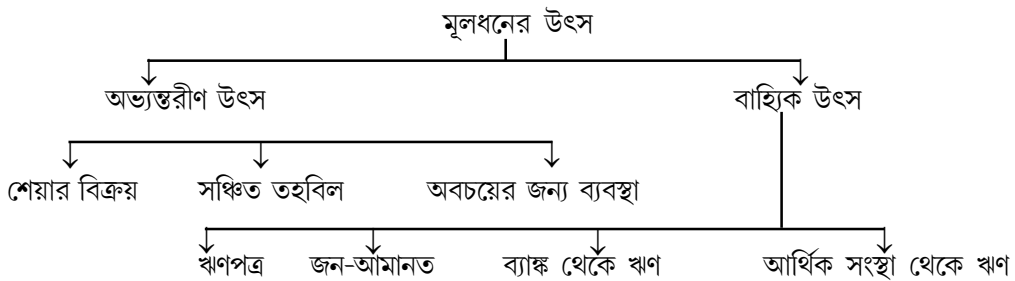 মূলধনের উৎস
অভ্যন্তরীণ উৎস বাহ্যিক উৎস
শেয়ার বিক্রয় সঞ্চিত তহবিল অবচয়ের জন্য ব্যবস্থা
ঋণপত্র জন-আমানত ব্যাঙ্ক থেকে ঋণ আর্থিক সংস্থা থেকে ঋণ